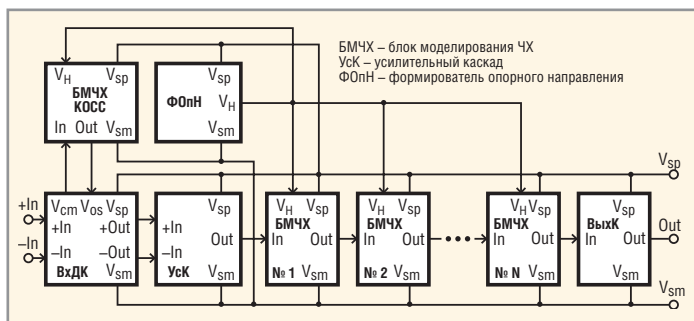 БМЧХ – блок моделирования ЧХ
УсК – усилительный каскад
ФОпН – формирователь опорного направления
V_H V_sp
БМЧХ
КОСС
In Out V_sm
V_sp
ФОпН V_H
V_sm
V_sp
+In
–In
V_cm V_os V_sp
+In +Out
–In –Out
V_sm
ВхДК
V_sp
+In
Out
–In
V_sm
УсК
V_H V_sp
БМЧХ
In Out
V_sm
№ 1
V_H V_sp
БМЧХ
In Out
V_sm
№ 2
V_H V_sp
БМЧХ
In Out
V_sm
№ N
V_sp
ВыхК
In
Out
V_sm
Out
V_sm